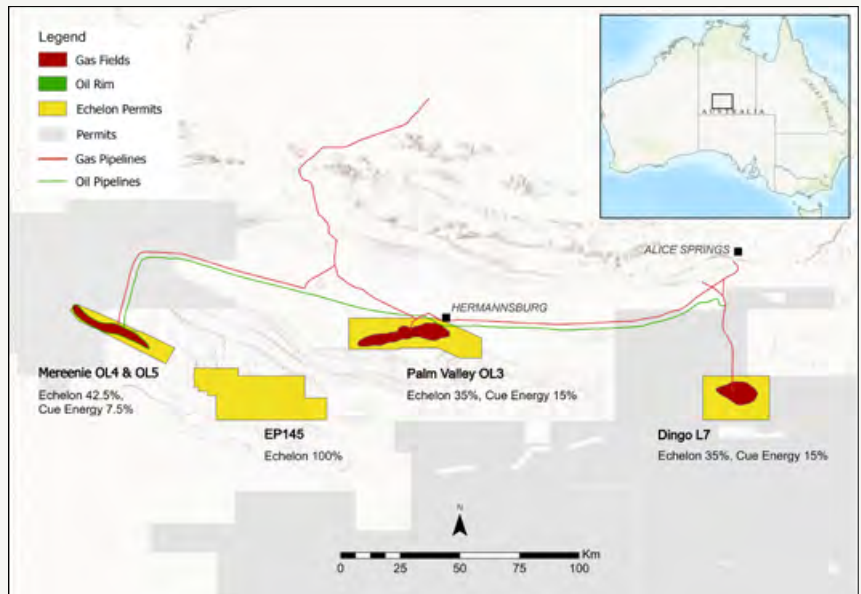 Legend
Gas Fields
Oil Rim
Echelon Permits
Permits
Gas Pipelines
Oil Pipelines
AUSTRALIA
ALICE SPRINGS
HERMANNSBURG
Mereenie OL4 & OL5
Echelon 42.5%,
Cue Energy 7.5%
Palm Valley OL3
Echelon 35%, Cue Energy 15%
EP145
Echelon 100%
Dingo L7
Echelon 35%, Cue Energy 15%
N
Km
0 25 50 75 100